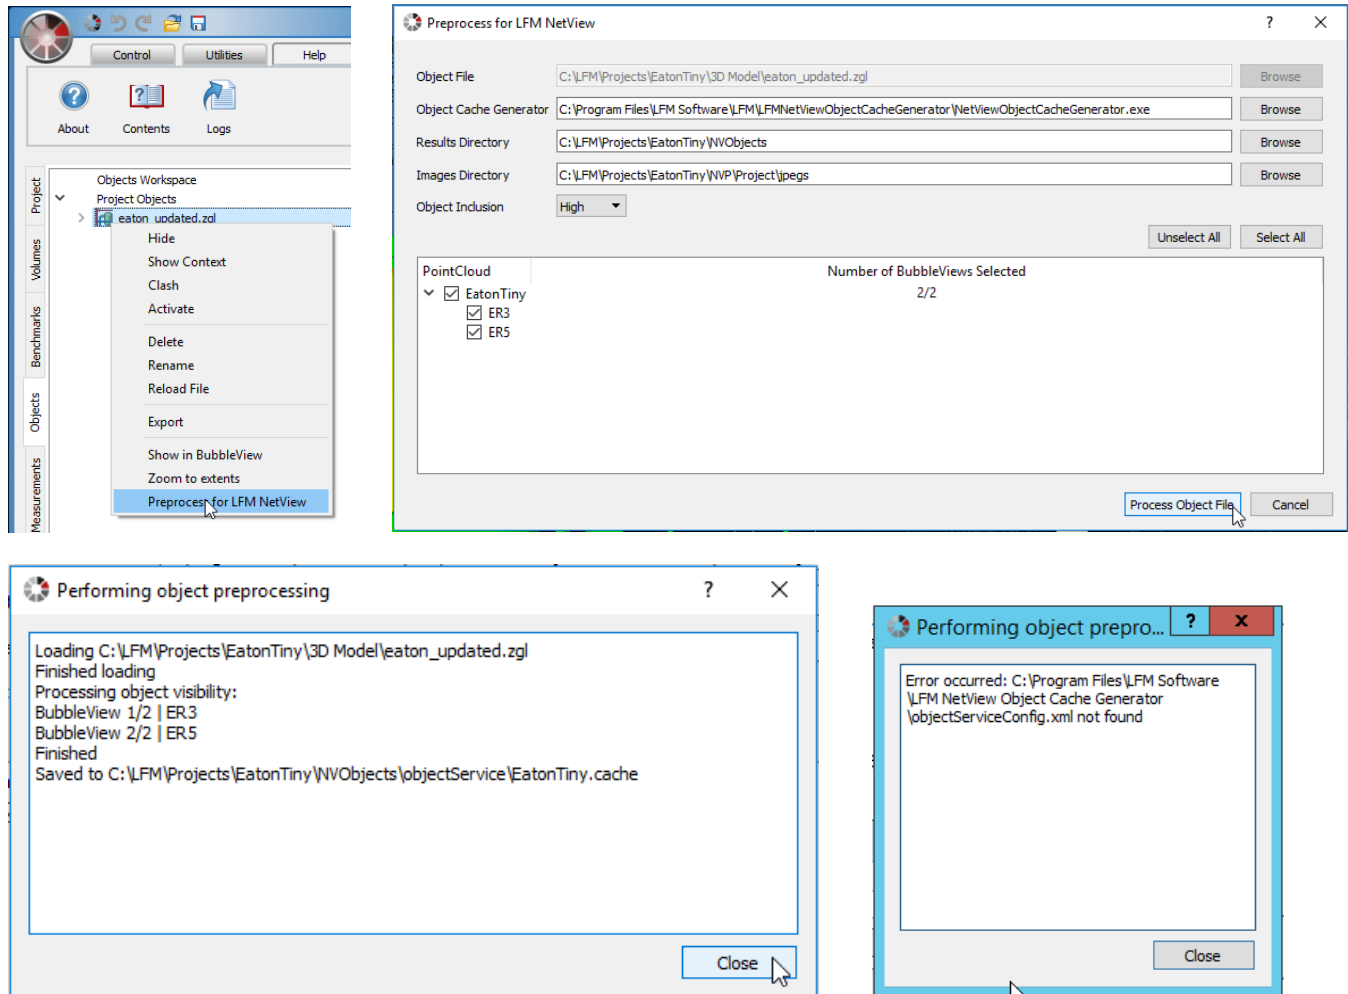 Control
Utilities
Help
About
Contents
Logs
Project
Volumes
Benchmarks
Objects
Measurements
Objects Workspace
Project Objects
eaton_updated.zgl
Hide
Show Context
Clash
Activate
Delete
Rename
Reload File
Export
Show in BubbleView
Zoom to extents
Preprocess for LFM NetView
Preprocess for LFM NetView
?
Object File
C:\LFM\Projects\EatonTiny\3D Model\eaton_updated.zgl
Browse
Object Cache Generator
C:\Program Files\LFM Software\LFM\LFMNetViewObjectCacheGenerator\NetViewObjectCacheGenerator.exe
Browse
Results Directory
C:\LFM\Projects\EatonTiny\NVObjects
Browse
Images Directory
C:\LFM\Projects\EatonTiny\NVP\Project\jpegs
Browse
Object Inclusion
High
Unselect All
Select All
PointCloud
Number of BubbleViews Selected
EatonTiny
2/2
ER3
ER5
Process Object File
Cancel
Performing object preprocessing
?
Loading C:\LFM\Projects\EatonTiny\3D Model\eaton_updated.zgl
Finished loading
Processing object visibility:
BubbleView 1/2 | ER3
BubbleView 2/2 | ER5
Finished
Saved to C:\LFM\Projects\EatonTiny\NVObjects\objectService\EatonTiny.cache
Close
Performing object prepro...
?
x
Error occurred: C:\Program Files\LFM Software
\LFM NetView Object Cache Generator
\objectServiceConfig.xml not found
Close